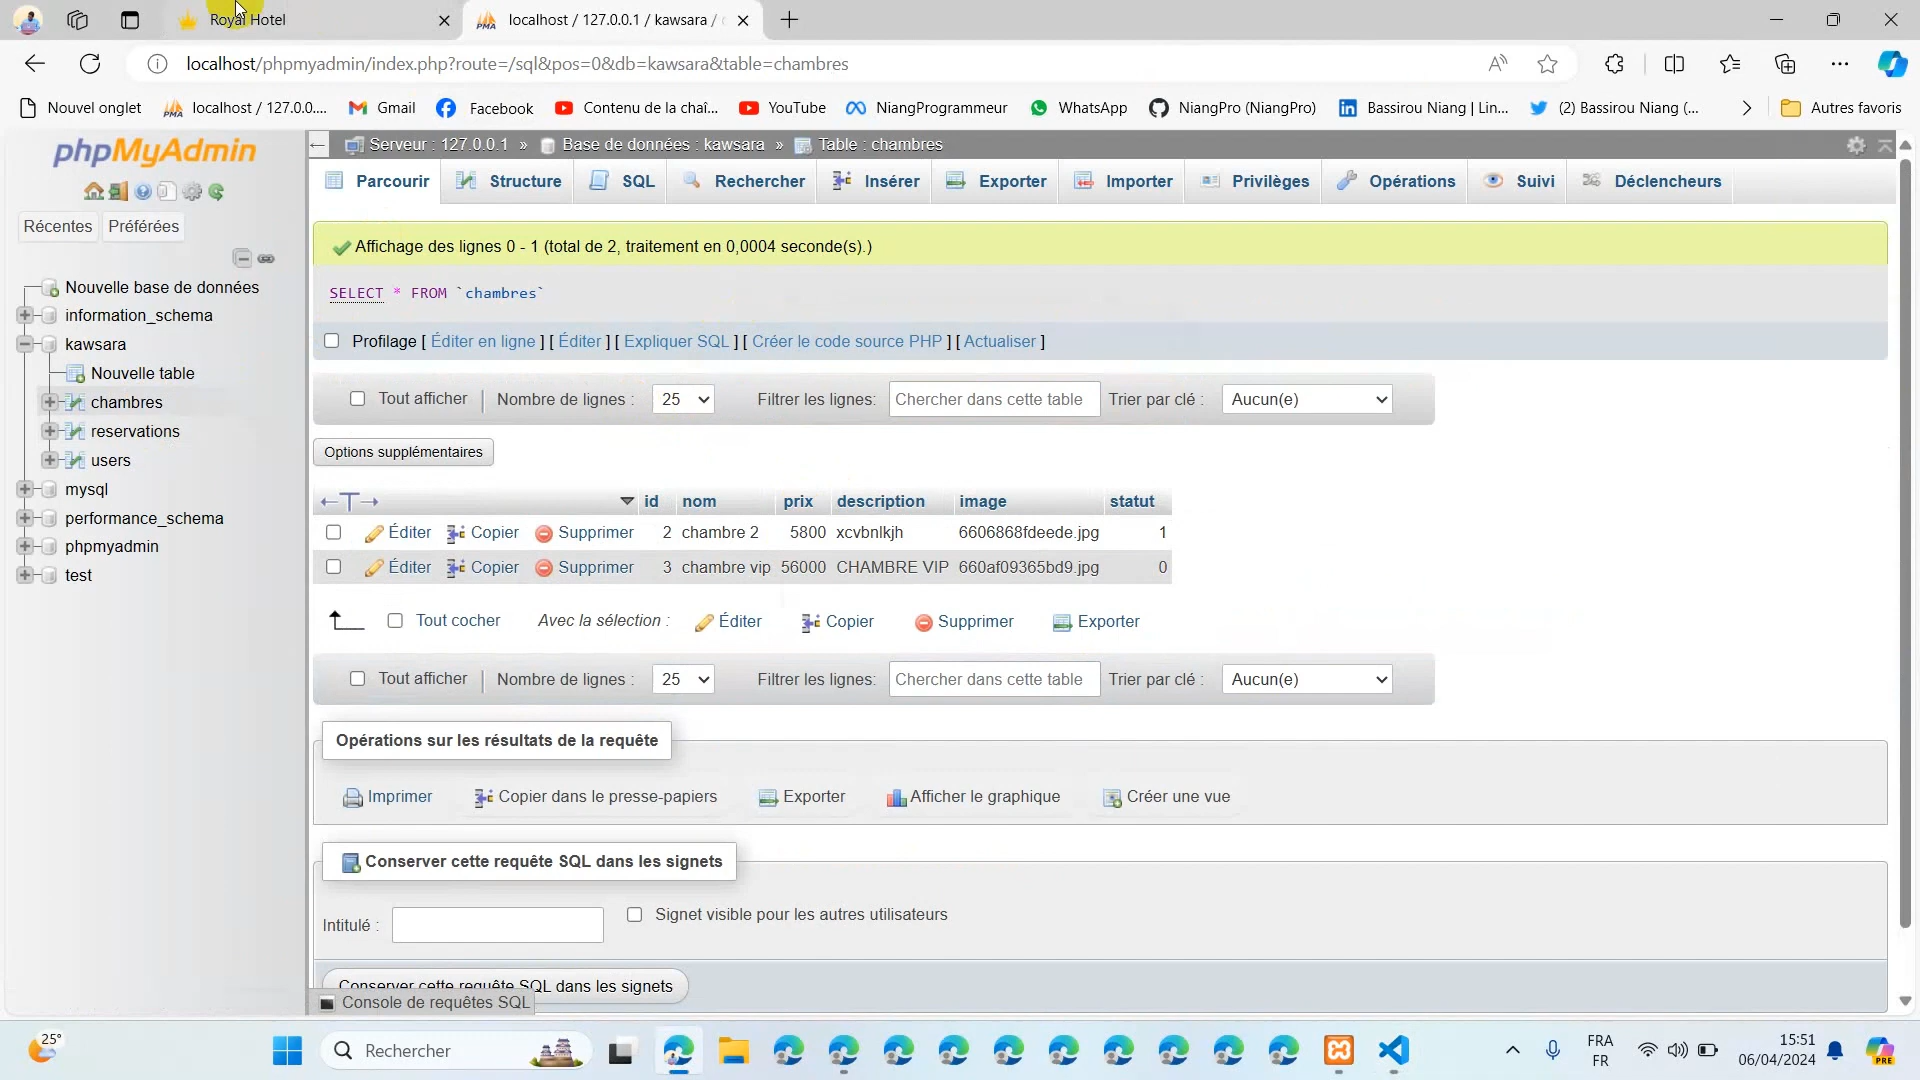 Royal Hotel
localhost / 127.0.0.1 / kawsara /
localhost/phpmyadmin/index.php?route=/sql&pos=0&db=kawsara&table=chambres
Nouvel onglet localhost / 127.0.0.... Gmail Facebook Contenu de la chaî... YouTube NiangProgrammeur WhatsApp NiangPro (NiangPro) Bassirou Niang | Lin... (2) Bassirou Niang (... Autres favoris
phpMyAdmin
Récentes Préférées
Nouvelle base de données
information_schema
kawsara
Nouvelle table
chambres
reservations
users
mysql
performance_schema
phpmyadmin
test
Serveur : 127.0.0.1 » Base de données : kawsara » Table : chambres
Parcourir Structure SQL Rechercher Insérer Exporter Importer Privilèges Opérations Suivi Déclencheurs
Affichage des lignes 0 - 1 (total de 2, traitement en 0,0004 seconde(s).)
SELECT * FROM `chambres`
Profilage [ Éditer en ligne ] [ Éditer ] [ Expliquer SQL ] [ Créer le code source PHP ] [ Actualiser ]
Tout afficher Nombre de lignes : 25 Filtrer les lignes: Chercher dans cette table Trier par clé : Aucun(e)
Options supplémentaires
id nom prix description image statut
Éditer Copier Supprimer 2 chambre 2 5800 xcvbnlkjh 6606868fdeede.jpg 1
Éditer Copier Supprimer 3 chambre vip 56000 CHAMBRE VIP 660af09365bd9.jpg 0
Tout cocher Avec la sélection : Éditer Copier Supprimer Exporter
Tout afficher Nombre de lignes : 25 Filtrer les lignes: Chercher dans cette table Trier par clé : Aucun(e)
Opérations sur les résultats de la requête
Imprimer Copier dans le presse-papiers Exporter Afficher le graphique Créer une vue
Conserver cette requête SQL dans les signets
Intitulé : Signet visible pour les autres utilisateurs
Conserver cette requête SQL dans les signets
Console de requêtes SQL
25°
Rechercher
FRA
FR
15:51
06/04/2024
PRE